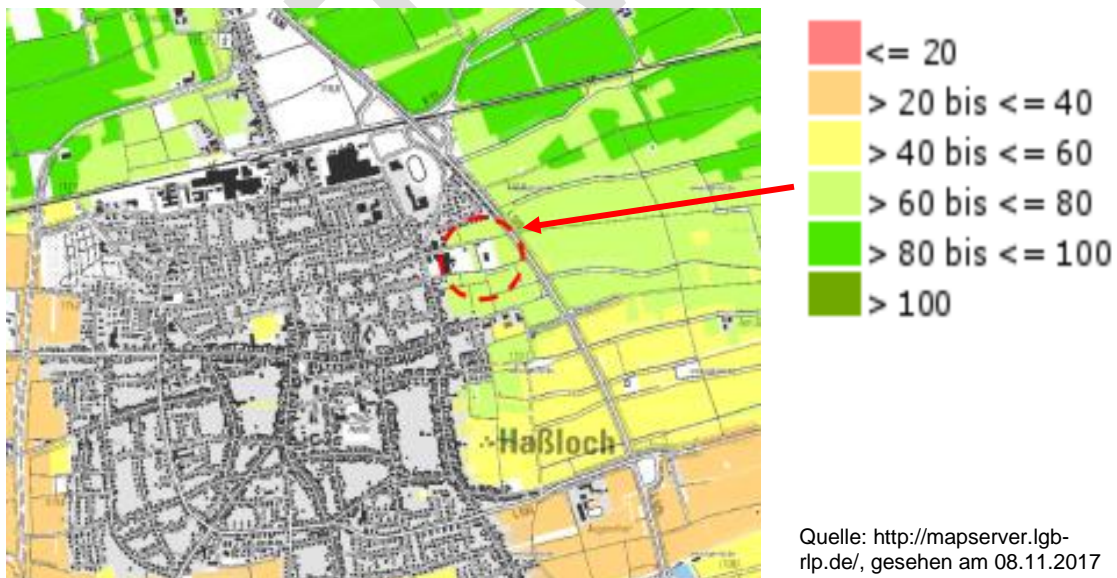 <= 20
> 20 bis <= 40
> 40 bis <= 60
> 60 bis <= 80
> 80 bis <= 100
> 100
Haßloch
Quelle: http://mapserver.lgb-
rlp.de/, gesehen am 08.11.2017